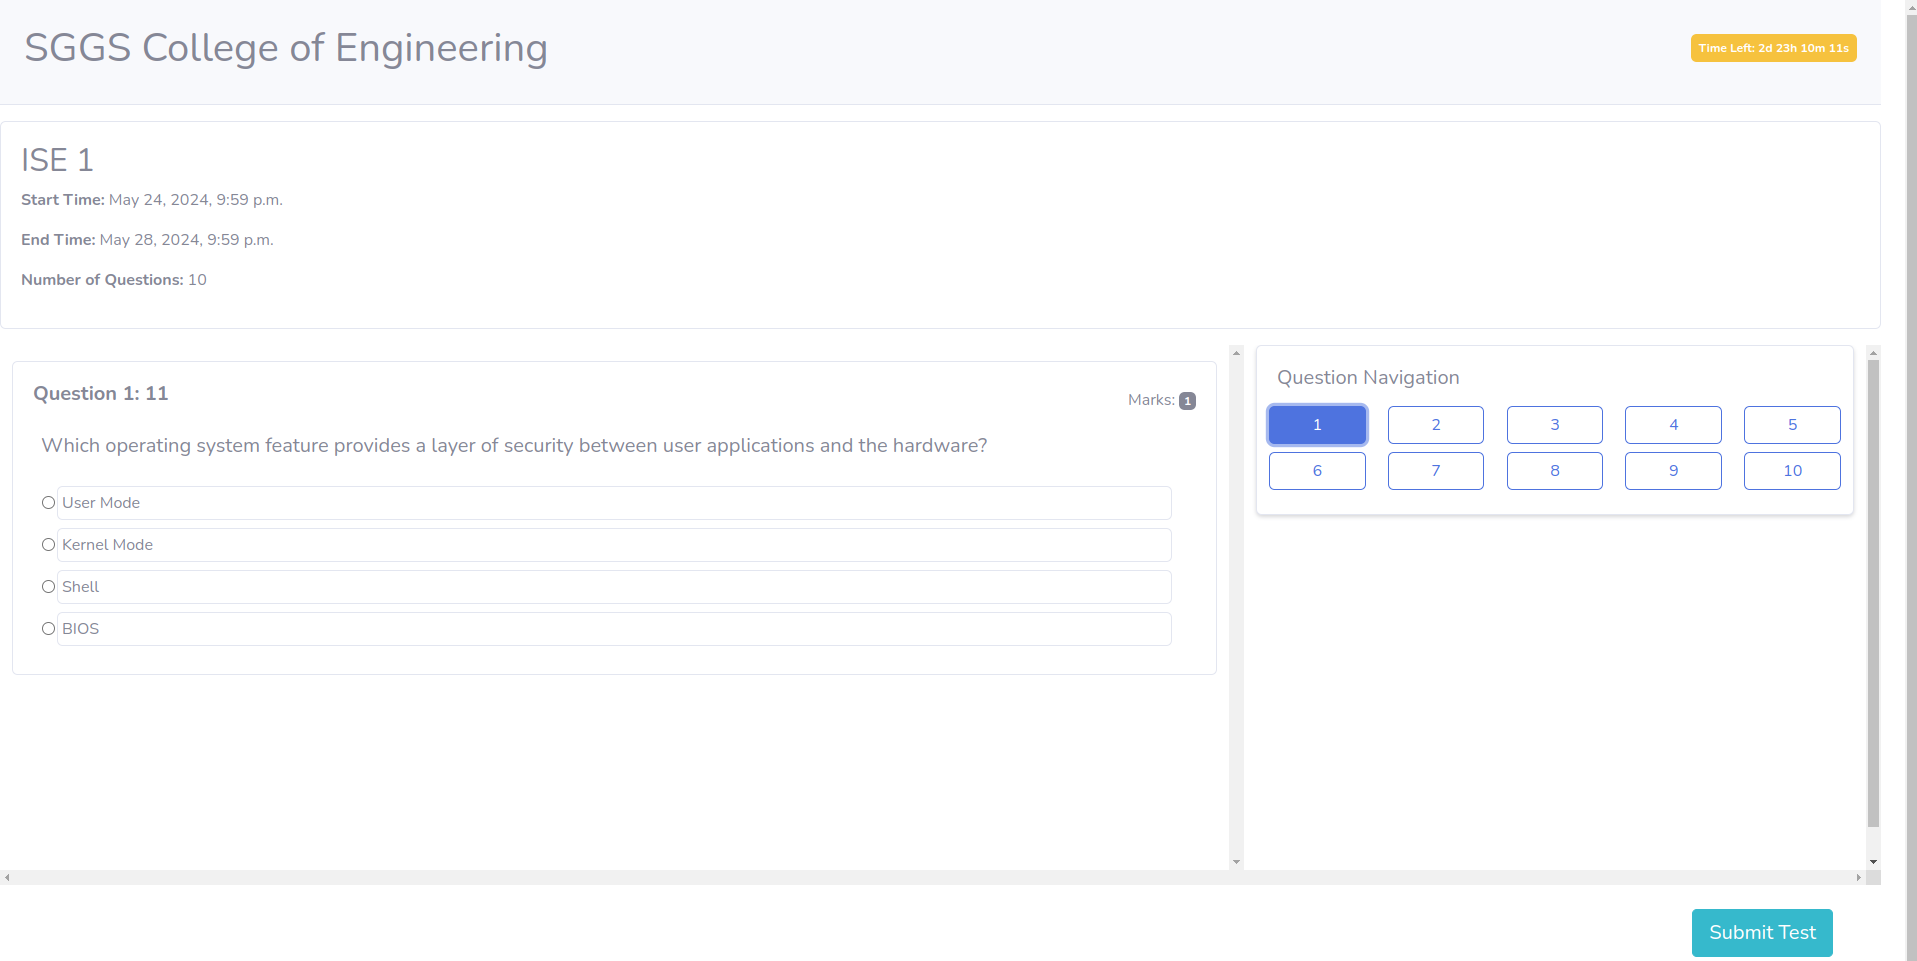 SGGS College of Engineering
Time Left: 2d 23h 10m 11s
ISE 1
Start Time: May 24, 2024, 9:59 p.m.
End Time: May 28, 2024, 9:59 p.m.
Number of Questions: 10
Question 1: 11
Marks: 1
Which operating system feature provides a layer of security between user applications and the hardware?
User Mode
Kernel Mode
Shell
BIOS
Question Navigation
1 2 3 4 5
6 7 8 9 10
Submit Test